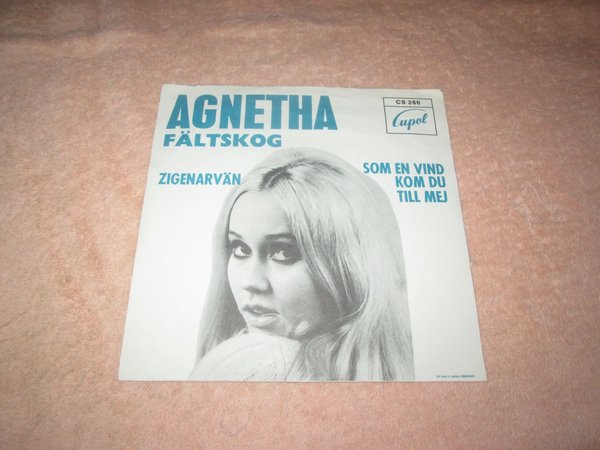 AGNETHA
FÄLTSKOG
CS 260
Cupol
ZIGENARVÄN
SOM EN VIND
KOM DU
TILL MEJ